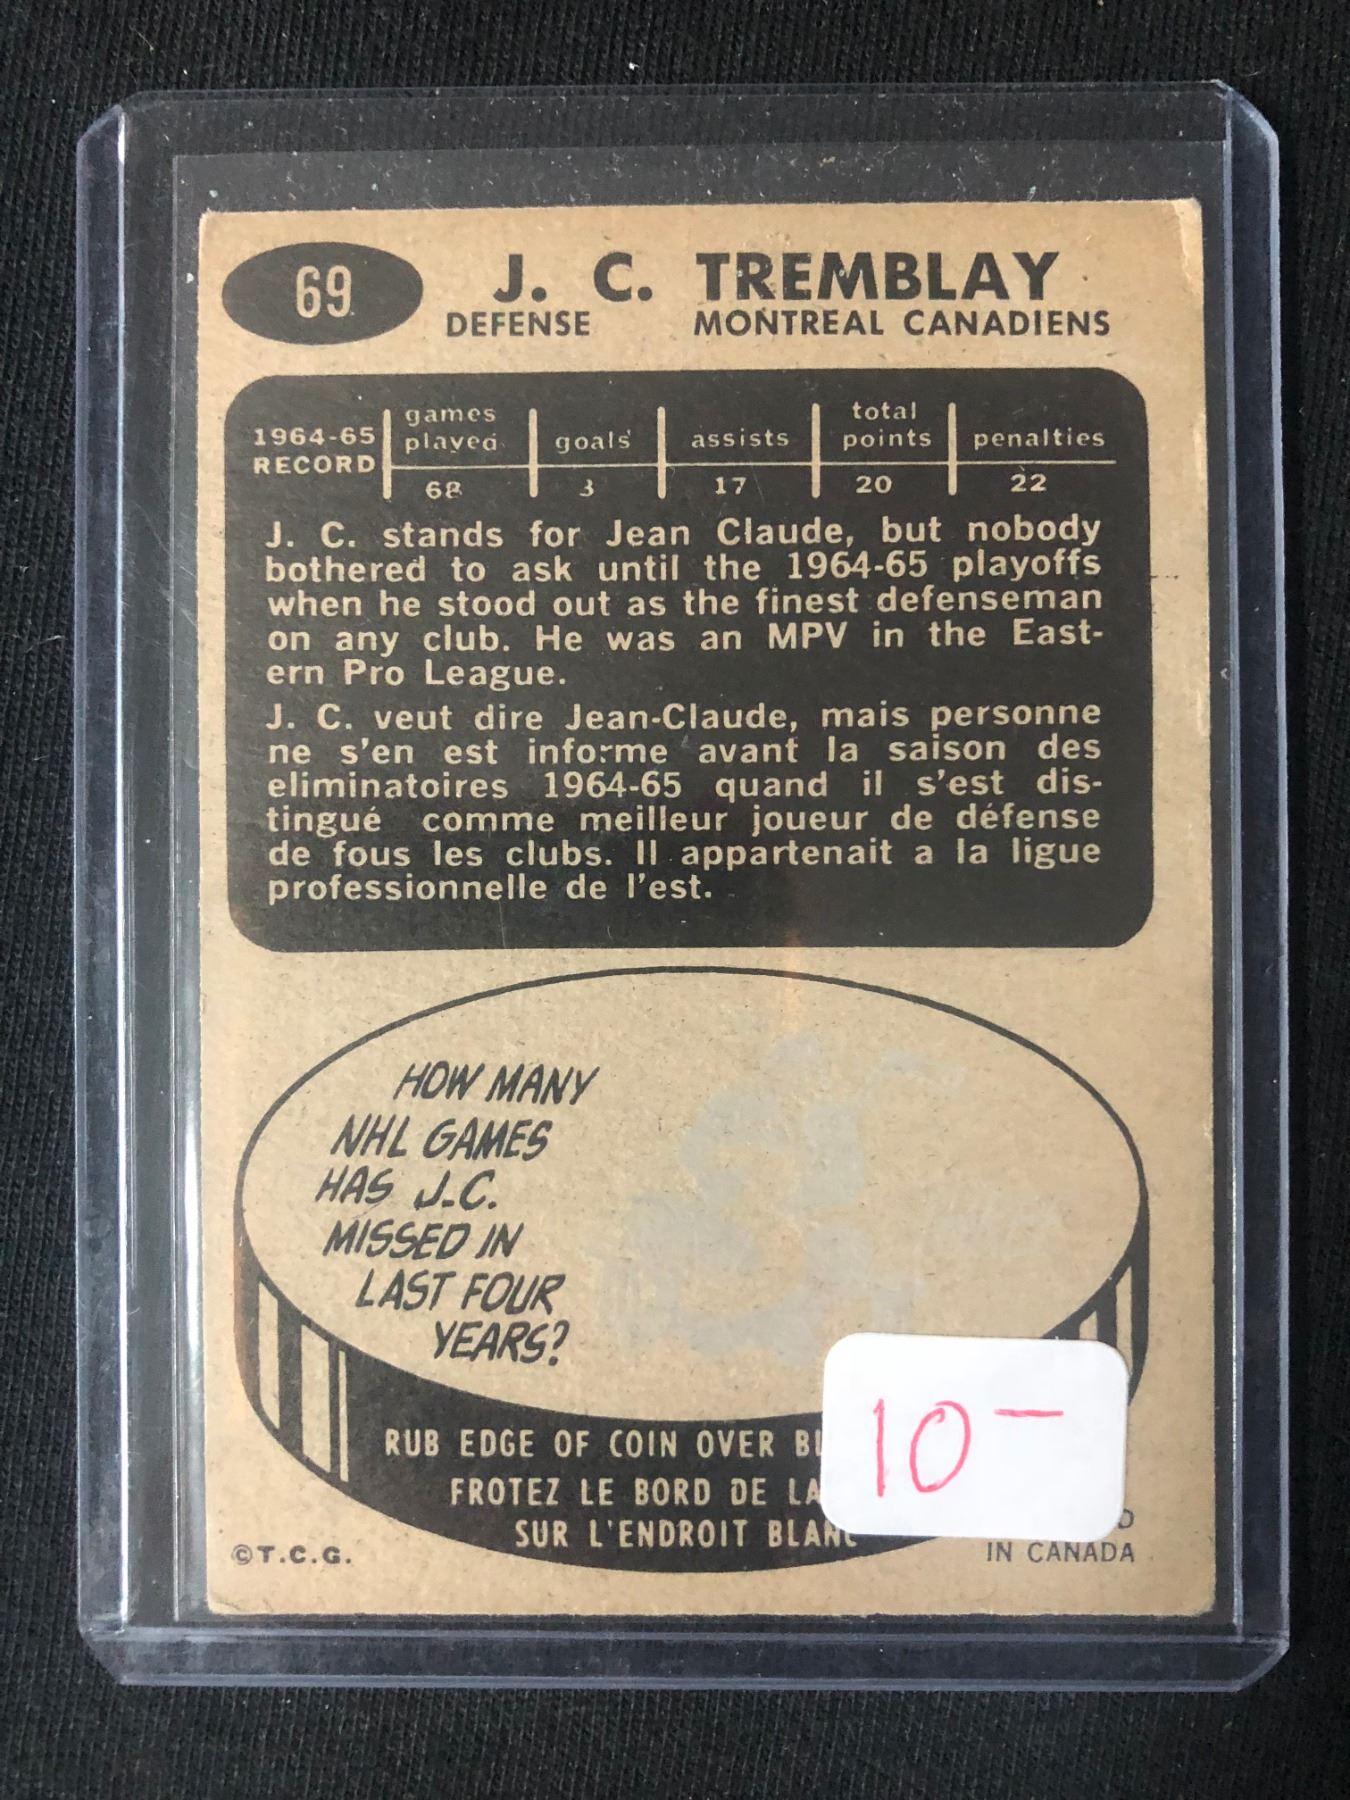 69
J. C. TREMBLAY
DEFENSE MONTREAL CANADIENS
1964-65 RECORD
games played goals assists total points penalties
68 3 17 20 22
J. C. stands for Jean Claude, but nobody
bothered to ask until the 1964-65 playoffs
when he stood out as the finest defenseman
on any club. He was an MPV in the East-
ern Pro League.
J. C. veut dire Jean-Claude, mais personne
ne s'en est informe avant la saison des
eliminatoires 1964-65 quand il s'est dis-
tingué comme meilleur joueur de défense
de fous les clubs. Il appartenait a la ligue
professionnelle de l'est.
HOW MANY
NHL GAMES
HAS J.C.
MISSED IN
LAST FOUR
YEARS?
RUB EDGE OF COIN OVER
FROTEZ LE BORD DE LA
SUR L'ENDROIT BLANC
10-
©T.C.G.
IN CANADA